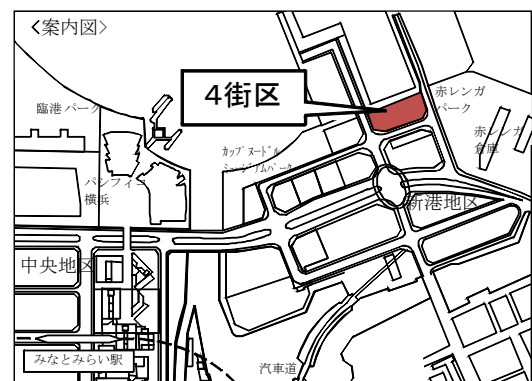 〈案内図〉
4街区
赤レンガ
パーク
臨港パーク
カップヌードル
ミュージアムパーク
赤レンガ
倉庫
パシフィコ
横浜
新港地区
中央地区
みなとみらい駅
汽車道